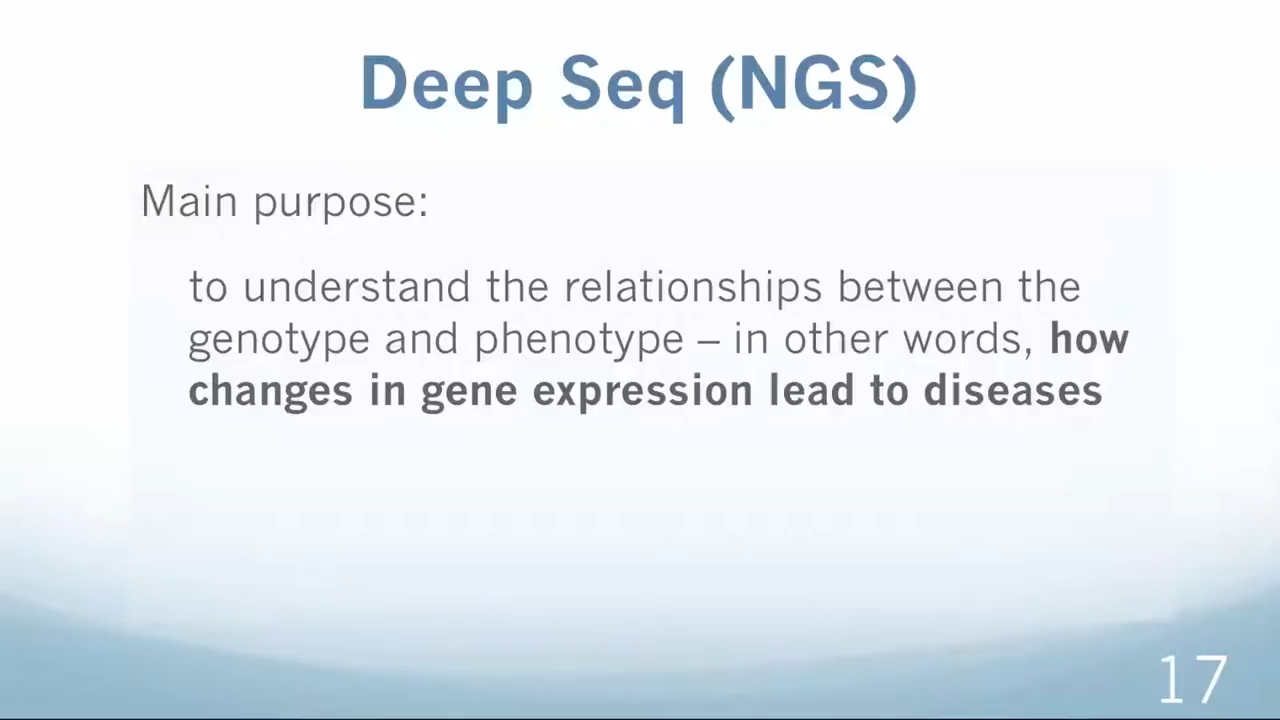 Deep Seq (NGS)
Main purpose:
to understand the relationships between the
genotype and phenotype – in other words, how
changes in gene expression lead to diseases
17